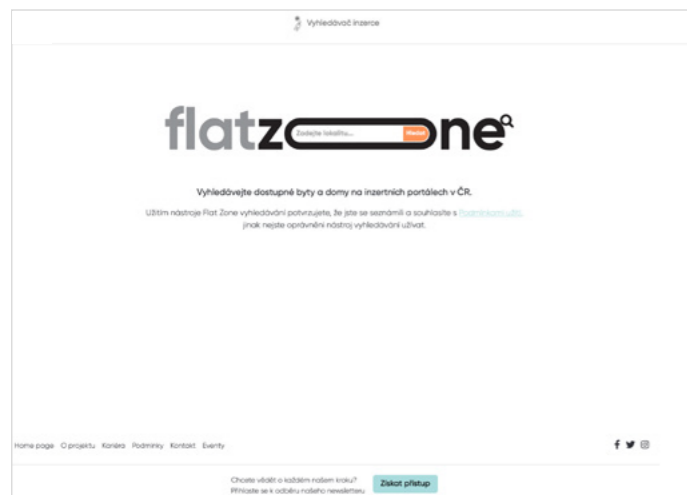 Vyhledávač inzerce
flatzone
Zadejte lokalitu...
Hledat
Vyhledávejte dostupné byty a domy na inzertních portálech v ČR.
Užitím nástroje Flat Zone vyhledávání potvrzujete, že jste se seznámili a souhlasíte s Podmínkami užití,
jinak nejste oprávněni nástroj vyhledávání užívat.
Home page O projektu Kariéra Podmínky Kontakt Eventy
Chcete vědět o každém našem kroku?
Přihlaste se k odběru našeho newsletteru
Získat přístup